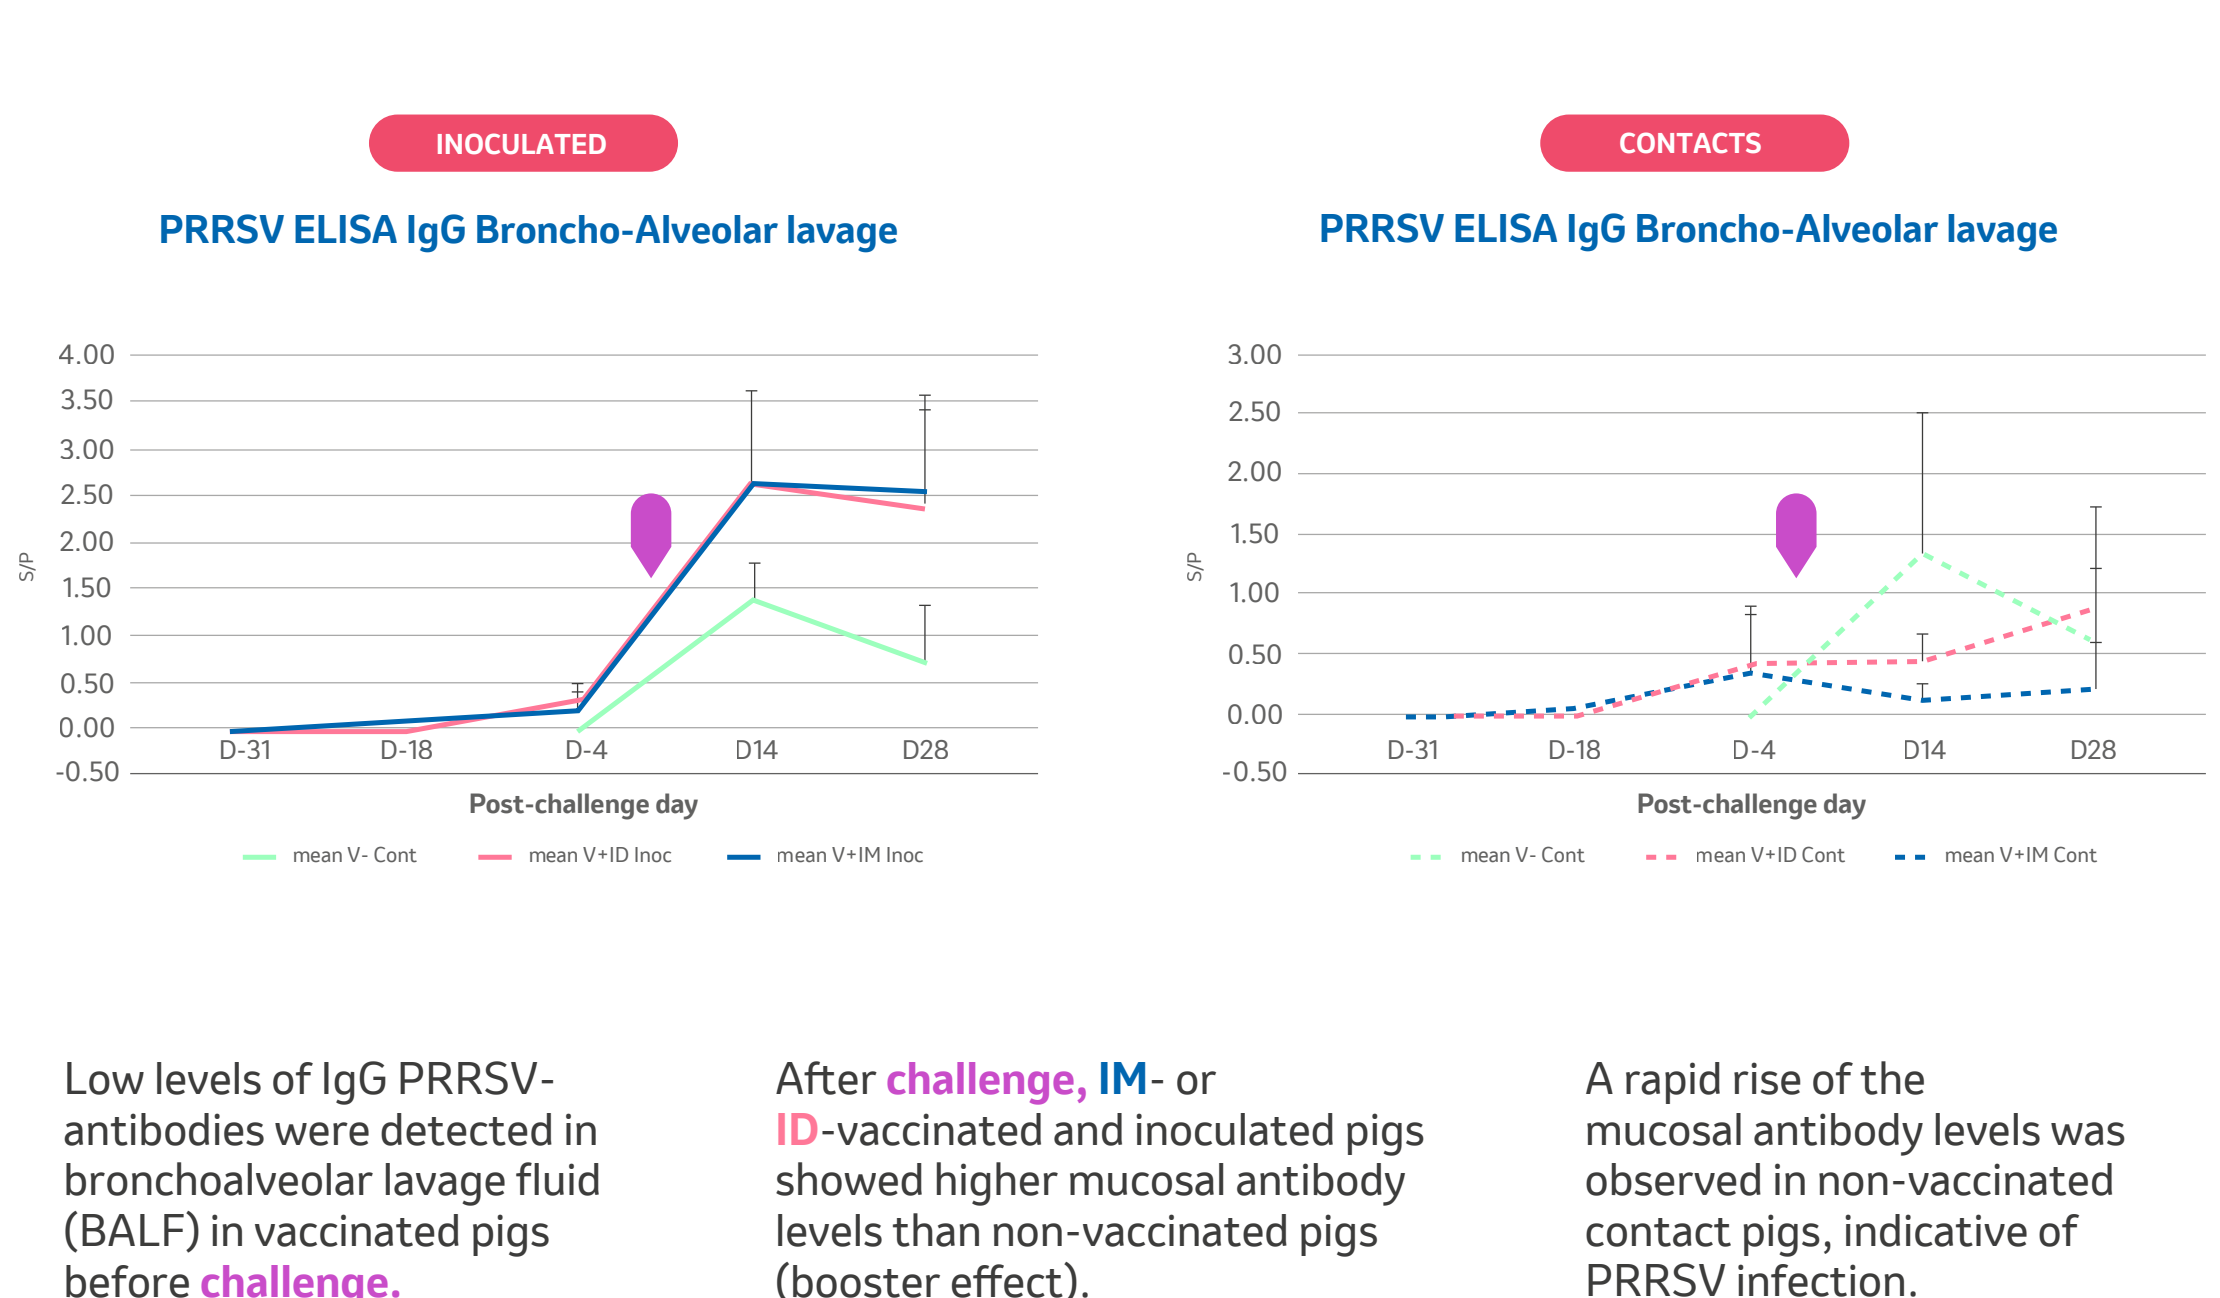 INOCULATED
PRRSV ELISA IgG Broncho-Alveolar lavage
4.00
3.50
3.00
2.50
2.00
1.50
1.00
0.50
0.00
-0.50
S/P
D-31 D-18 D-4 D14 D28
Post-challenge day
mean V- Cont mean V+ID Inoc mean V+IM Inoc
CONTACTS
PRRSV ELISA IgG Broncho-Alveolar lavage
3.00
2.50
2.00
1.50
1.00
0.50
0.00
-0.50
S/P
D-31 D-18 D-4 D14 D28
Post-challenge day
mean V- Cont mean V+ID Cont mean V+IM Cont
Low levels of IgG PRRSV-
antibodies were detected in
bronchoalveolar lavage fluid
(BALF) in vaccinated pigs
before challenge.
After challenge, IM- or
ID-vaccinated and inoculated pigs
showed higher mucosal antibody
levels than non-vaccinated pigs
(booster effect).
A rapid rise of the
mucosal antibody levels was
observed in non-vaccinated
contact pigs, indicative of
PRRSV infection.